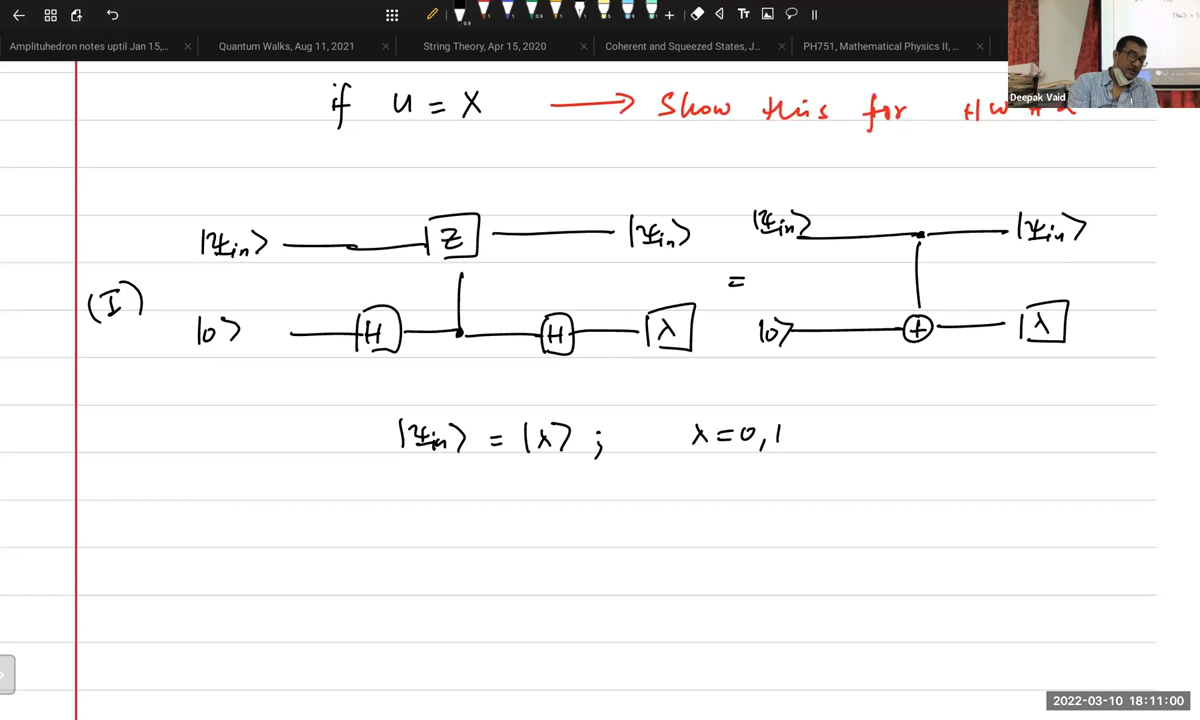 Amplituhedron notes uptil Jan 15,... × Quantum Walks, Aug 11, 2021 × String Theory, Apr 15, 2020 × Coherent and Squeezed States, J... × PH751, Mathematical Physics II, ... ×
Deepak Vaid
if u = X → Show this for HW
|Ψin> Z |Ψin> |Ψin> |Ψin>
(I) =
|0> H H λ |0> + λ
|Ψin> = |λ> ; λ = 0, 1
2022-03-10 18:11:00